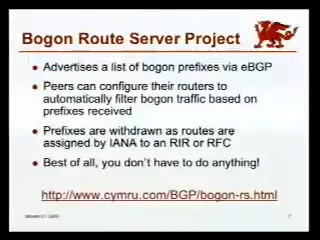 Bogon Route Server Project
Advertises a list of bogon prefixes via eBGP
Peers can configure their routers to
automatically filter bogon traffic based on
prefixes received
Prefixes are withdrawn as routes are
assigned by IANA to an RIR or RFC
Best of all, you don't have to do anything!
http://www.cymru.com/BGP/bogon-rs.html
7